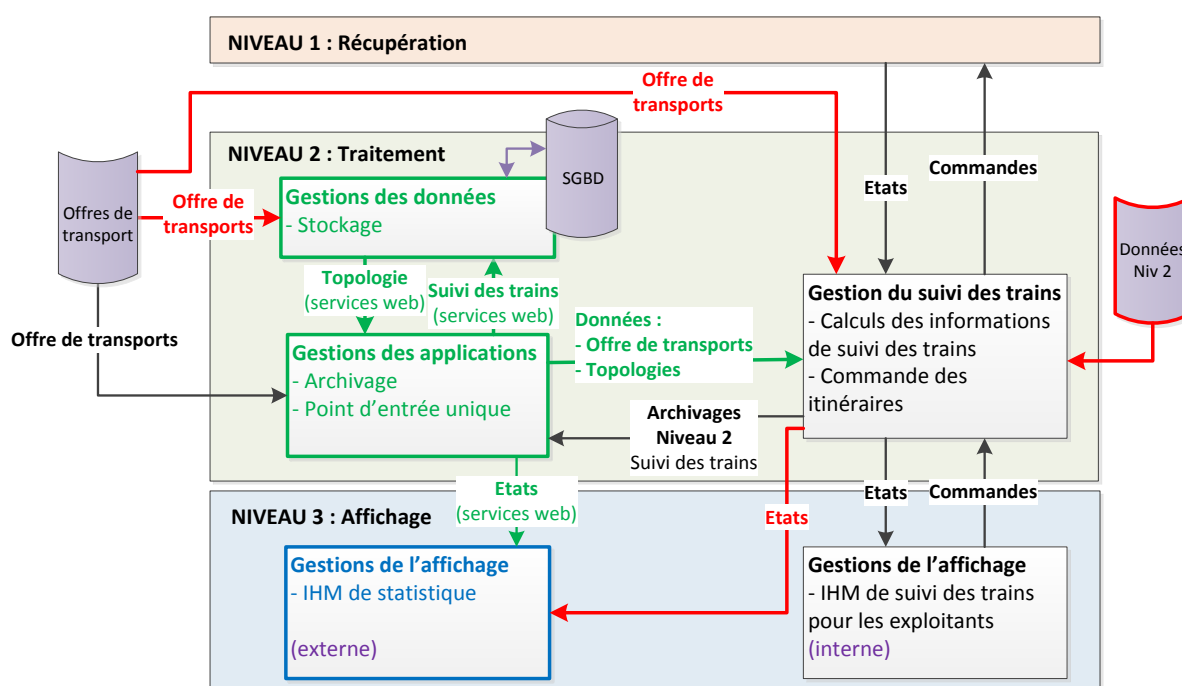 NIVEAU 1 : Récupération
Offre de
transports
NIVEAU 2 : Traitement
Commandes
Etats
SGBD
Gestions des données
- Stockage
Offres de
transport
Offre de
transports
Données
Niv 2
Topologie
(services web)
Suivi des trains
(services web)
Gestion du suivi des trains
- Calculs des informations
de suivi des trains
- Commande des
itinéraires
Données :
- Offre de transports
- Topologies
Offre de transports
Gestions des applications
- Archivage
- Point d’entrée unique
Archivages
Niveau 2
Suivi des trains
Etats
(services web)
Etats
Commandes
NIVEAU 3 : Affichage
Etats
Gestions de l’affichage
- IHM de statistique
(externe)
Gestions de l’affichage
- IHM de suivi des trains
pour les exploitants
(interne)